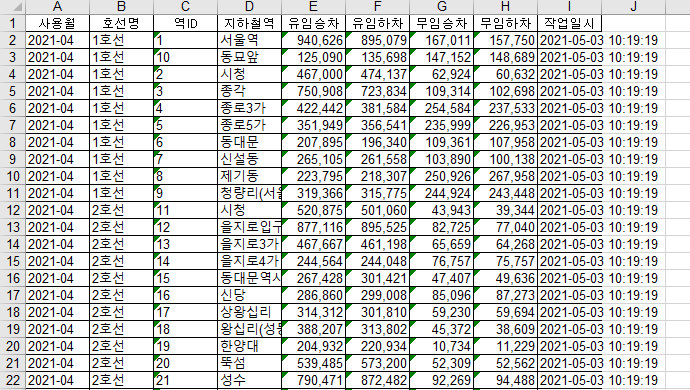 A B C D E F G H I J
1 사용월 호선명 역ID 지하철역 유임승차 유임하차 무임승차 무임하차 작업일시
2 2021-04 1호선 1 서울역 940,626 895,079 167,011 157,750 2021-05-03 10:19:19
3 2021-04 1호선 10 동묘앞 125,090 135,698 147,152 148,689 2021-05-03 10:19:19
4 2021-04 1호선 2 시청 467,000 474,137 62,924 60,632 2021-05-03 10:19:19
5 2021-04 1호선 3 종각 750,908 723,834 109,314 102,698 2021-05-03 10:19:19
6 2021-04 1호선 4 종로3가 422,442 381,584 254,584 237,533 2021-05-03 10:19:19
7 2021-04 1호선 5 종로5가 351,949 356,541 235,999 226,953 2021-05-03 10:19:19
8 2021-04 1호선 6 동대문 207,895 196,340 109,361 107,958 2021-05-03 10:19:19
9 2021-04 1호선 7 신설동 265,105 261,558 103,890 100,138 2021-05-03 10:19:19
10 2021-04 1호선 8 제기동 223,795 218,307 250,926 267,958 2021-05-03 10:19:19
11 2021-04 1호선 9 청량리(서울 319,366 315,775 244,924 243,448 2021-05-03 10:19:19
12 2021-04 2호선 11 시청 520,875 501,060 43,943 39,344 2021-05-03 10:19:19
13 2021-04 2호선 12 을지로입구 877,116 895,525 82,725 77,040 2021-05-03 10:19:19
14 2021-04 2호선 13 을지로3가 467,667 461,198 65,659 64,268 2021-05-03 10:19:19
15 2021-04 2호선 14 을지로4가 244,564 244,048 76,757 75,757 2021-05-03 10:19:19
16 2021-04 2호선 15 동대문역사 267,428 301,421 47,407 49,636 2021-05-03 10:19:19
17 2021-04 2호선 16 신당 286,860 299,008 85,096 87,273 2021-05-03 10:19:19
18 2021-04 2호선 17 상왕십리 314,312 301,810 59,230 59,694 2021-05-03 10:19:19
19 2021-04 2호선 18 왕십리(성동 388,207 313,802 45,372 38,609 2021-05-03 10:19:19
20 2021-04 2호선 19 한양대 204,932 220,934 10,734 11,229 2021-05-03 10:19:19
21 2021-04 2호선 20 뚝섬 539,485 573,200 52,309 52,562 2021-05-03 10:19:19
22 2021-04 2호선 21 성수 790,471 872,482 92,269 94,488 2021-05-03 10:19:19